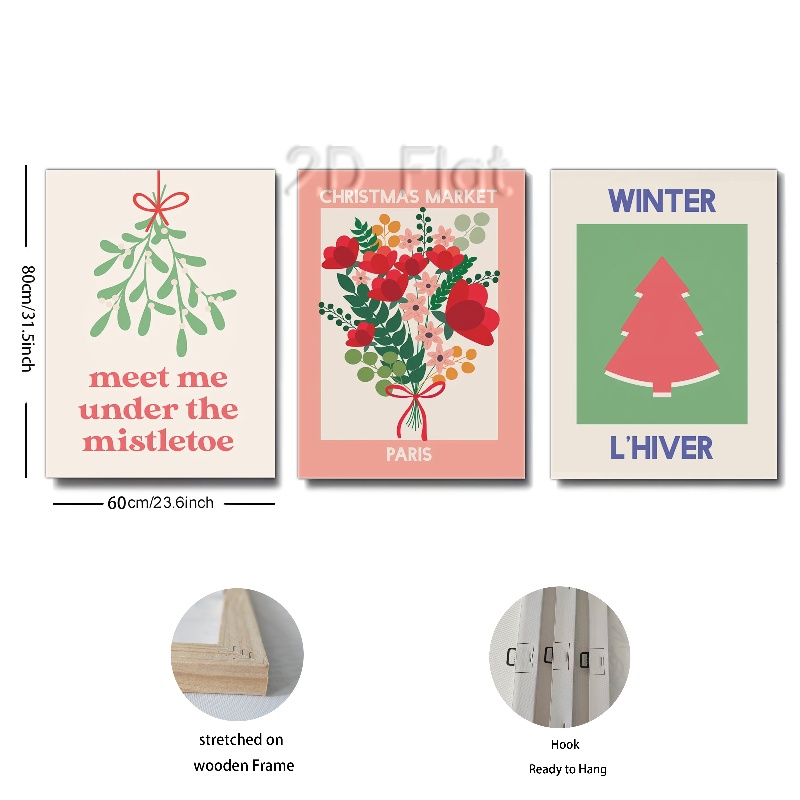 2D Flat
80cm/31.5inch
meet me
under the
mistletoe
60cm/23.6inch
CHRISTMAS MARKET
PARIS
WINTER
L'HIVER
stretched on
wooden Frame
Hook
Ready to Hang